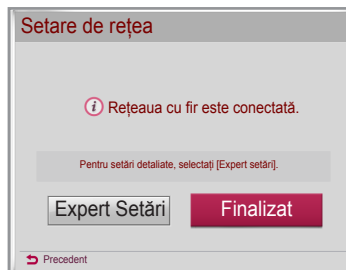 Setare de rețea
Rețeaua cu fir este conectată.
Pentru setări detaliate, selectați [Expert setări].
Expert Setări
Finalizat
Precedent